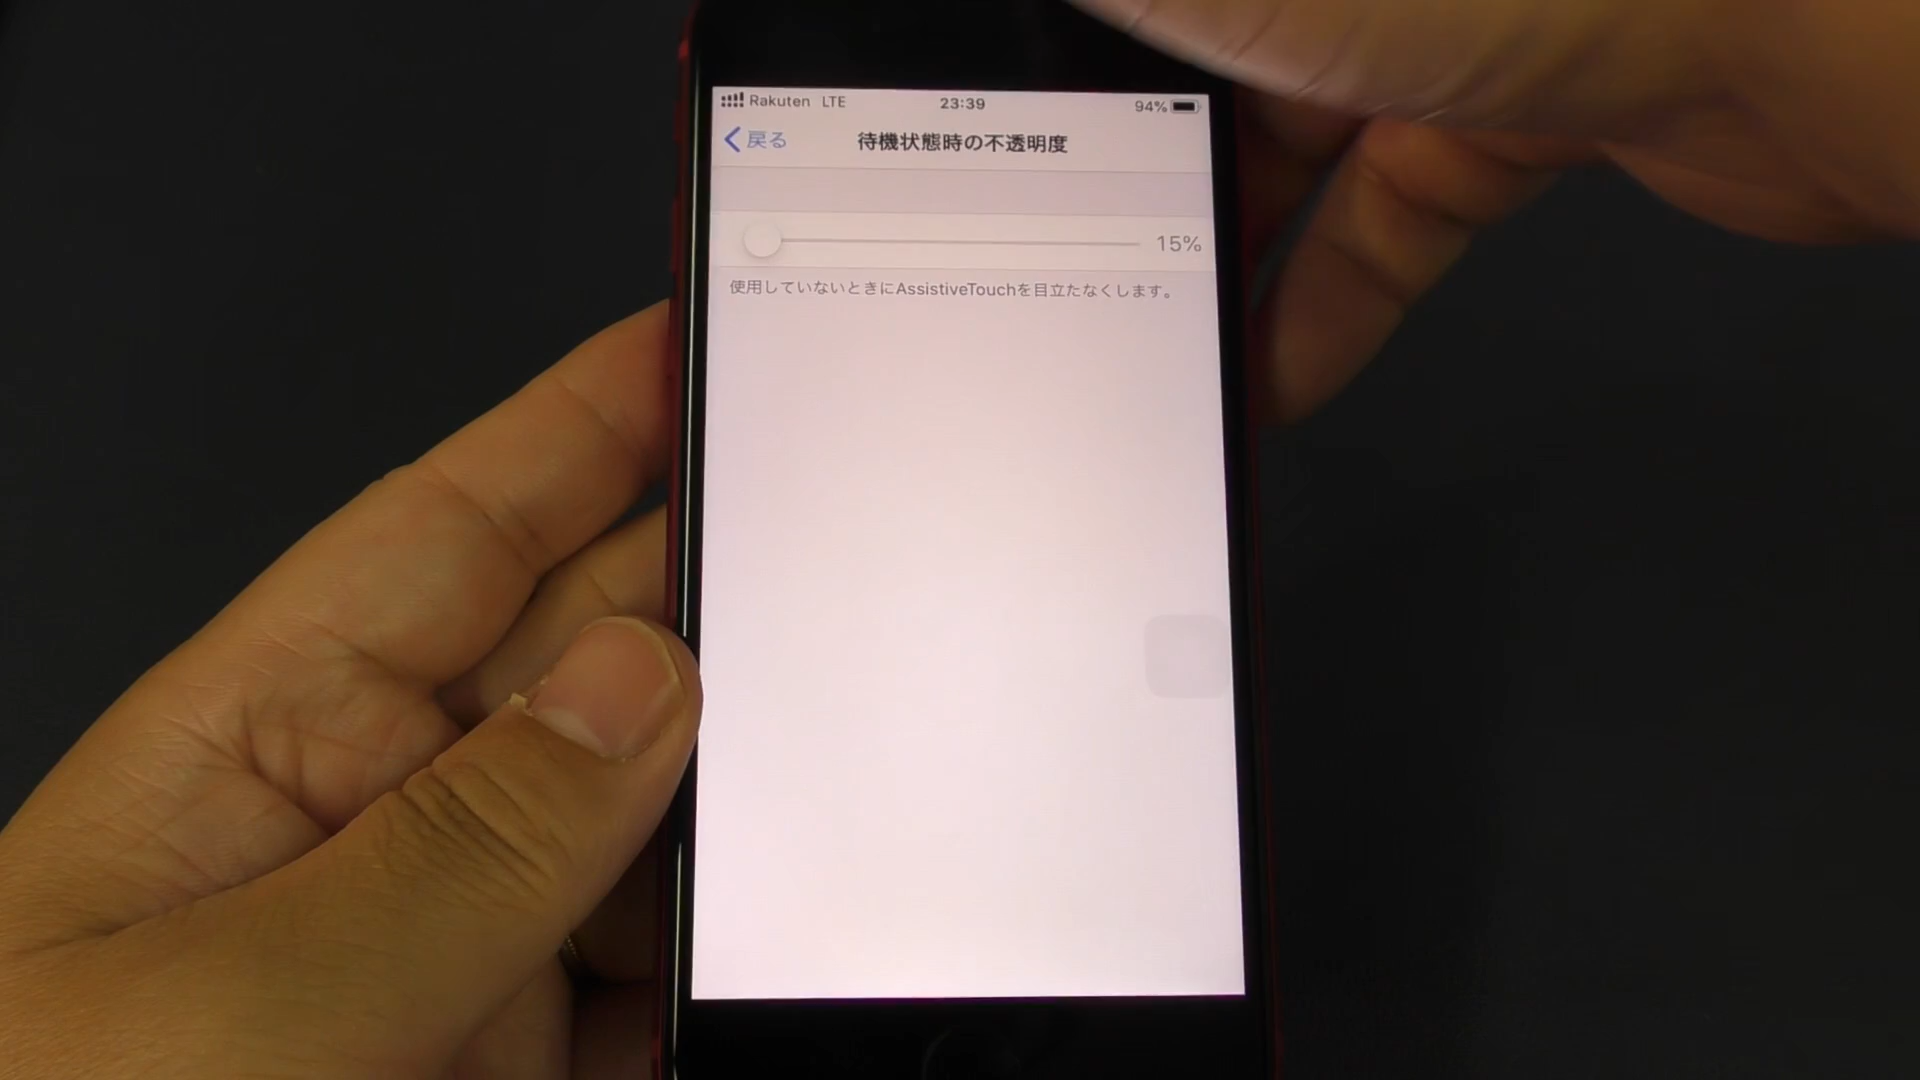 Rakuten LTE 23:39 94%
戻る 待機状態時の不透明度
15%
使用していないときにAssistiveTouchを目立たなくします。